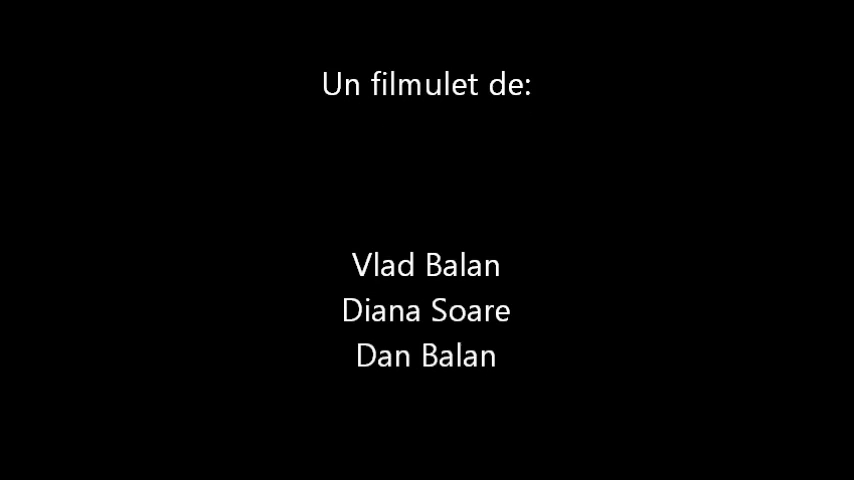 Un filmulet de:
Vlad Balan
Diana Soare
Dan Balan